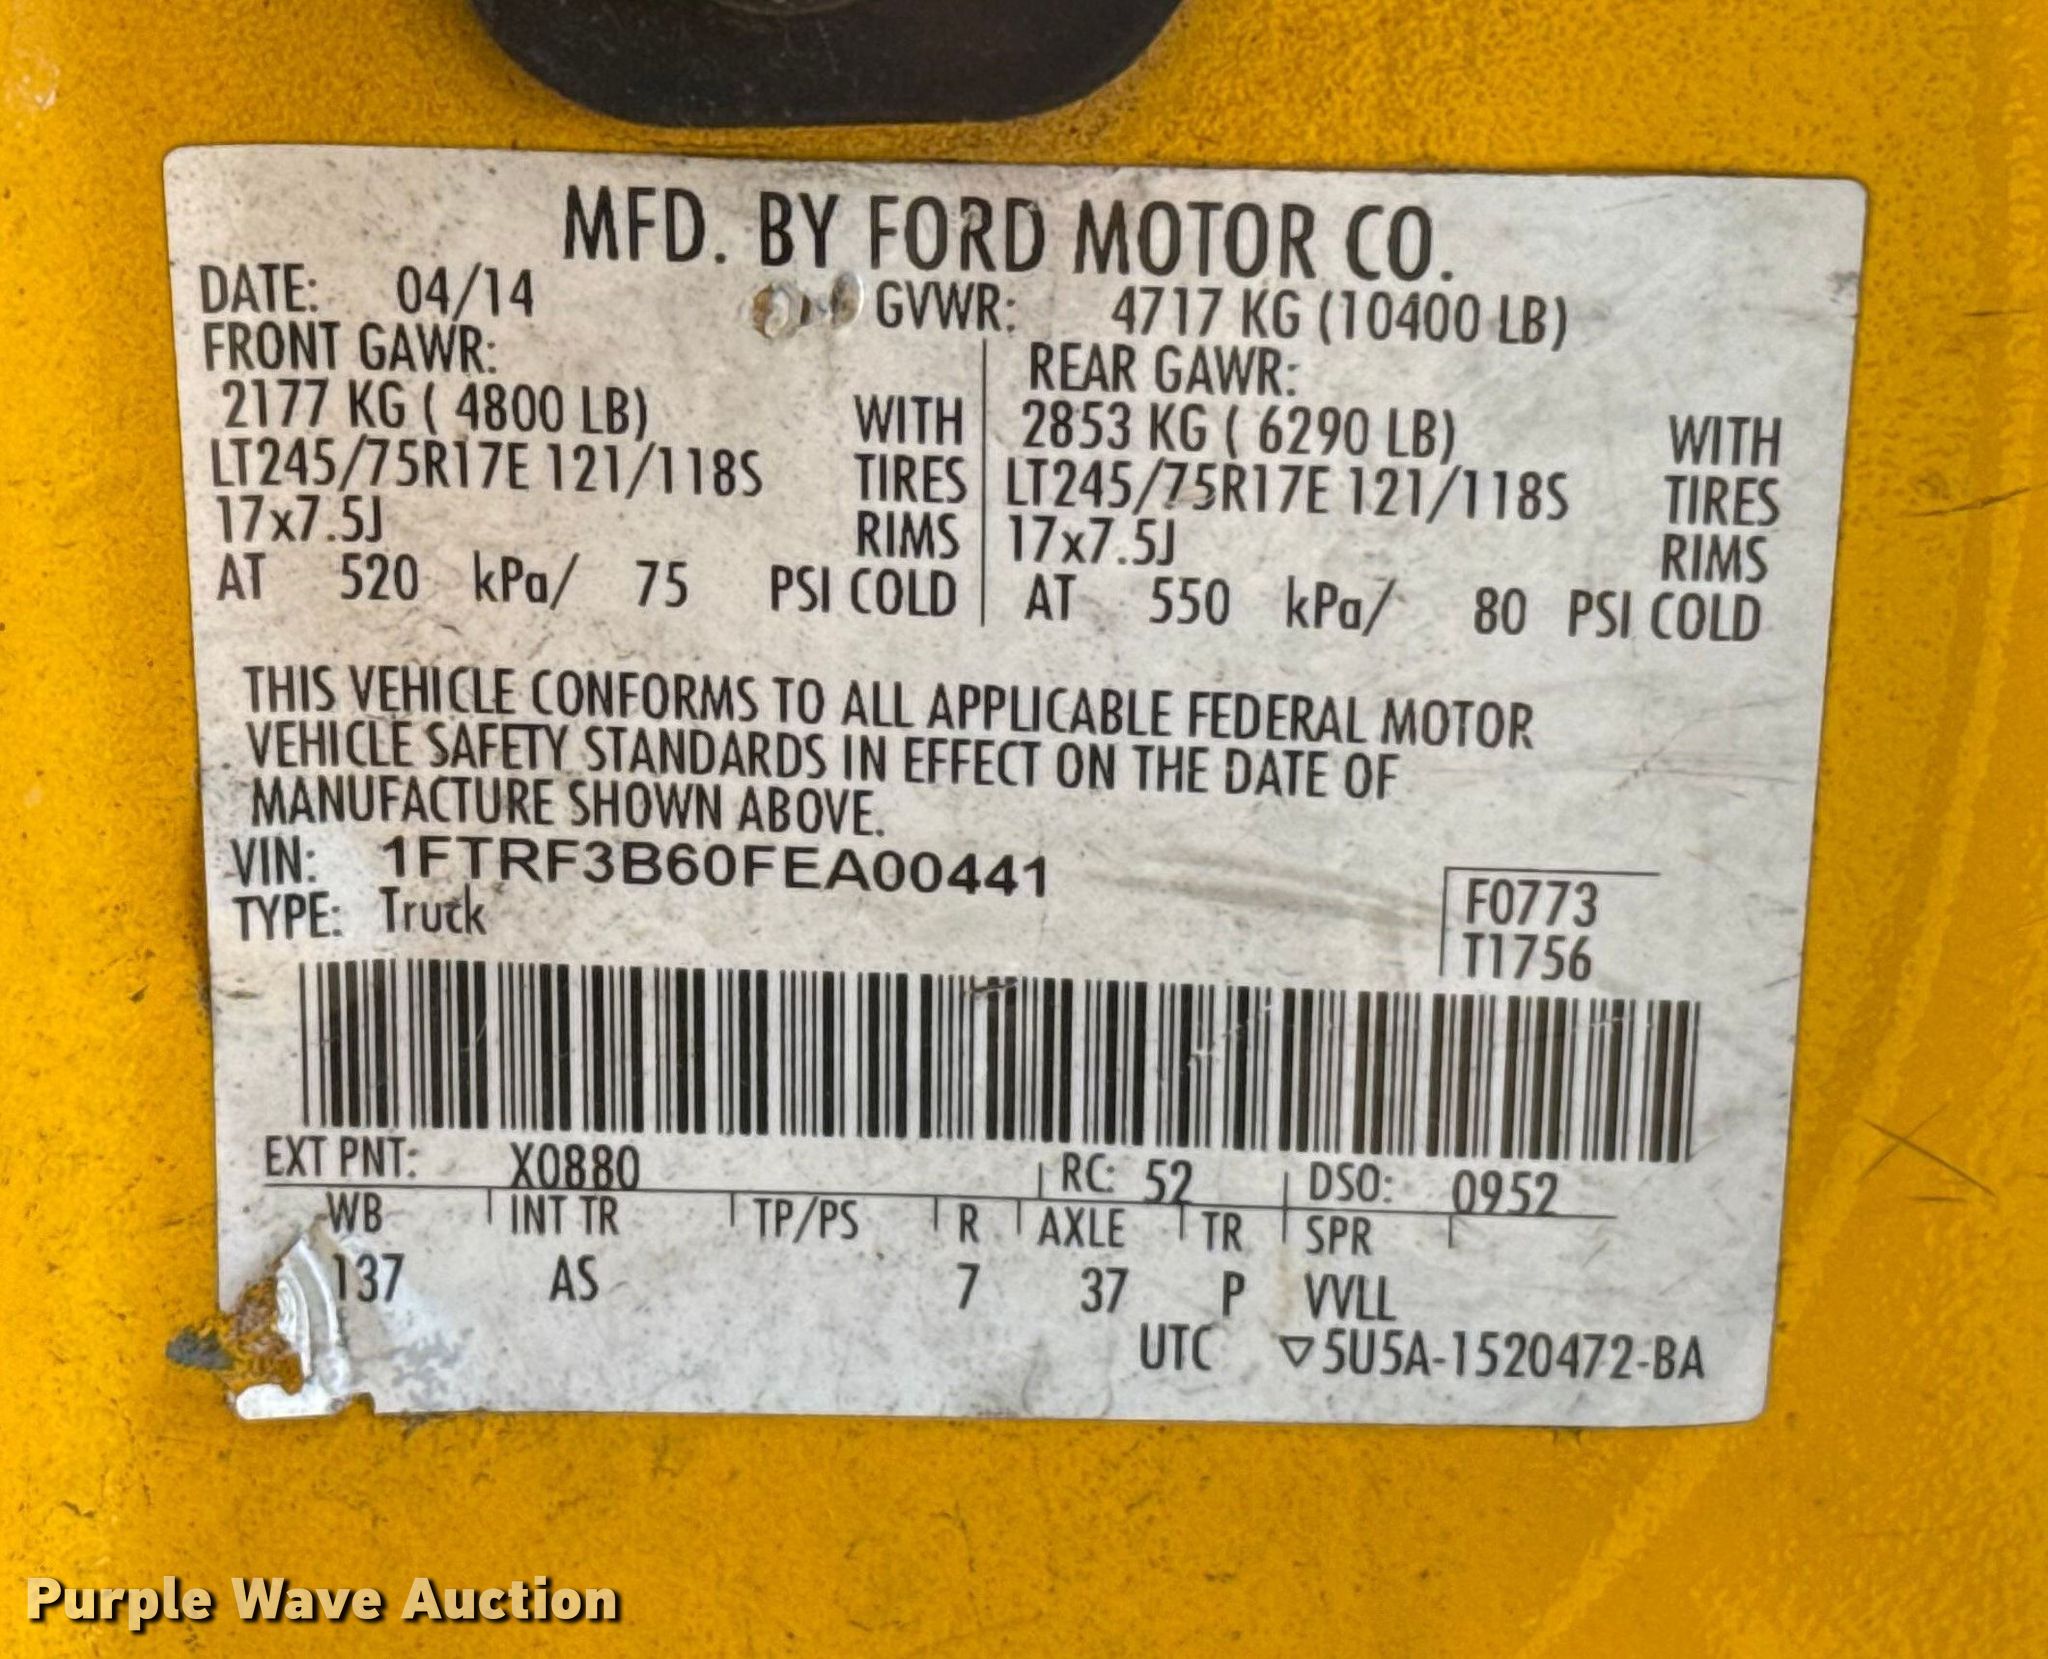 MFD. BY FORD MOTOR CO.
DATE: 04/14 GVWR: 4717 KG (10400 LB)
FRONT GAWR: REAR GAWR:
2177 KG ( 4800 LB) WITH 2853 KG ( 6290 LB) WITH
LT245/75R17E 121/118S TIRES LT245/75R17E 121/118S TIRES
17x7.5J RIMS 17x7.5J RIMS
AT 520 kPa/ 75 PSI COLD AT 550 kPa/ 80 PSI COLD
THIS VEHICLE CONFORMS TO ALL APPLICABLE FEDERAL MOTOR
VEHICLE SAFETY STANDARDS IN EFFECT ON THE DATE OF
MANUFACTURE SHOWN ABOVE.
VIN: 1FTRF3B60FEA00441
TYPE: Truck
F0773
T1756
EXT PNT: X0880 RC: 52 DSO: 0952
WB INT TR TP/PS R AXLE TR SPR
137 AS 7 37 P VVLL
UTC ▽5U5A-1520472-BA
Purple Wave Auction